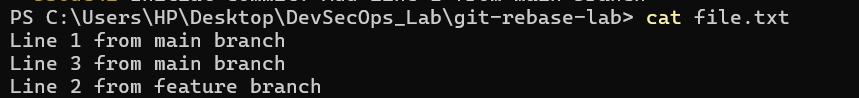 PS C:\Users\HP\Desktop\DevSecOps_Lab\git-rebase-lab> cat file.txt
Line 1 from main branch
Line 3 from main branch
Line 2 from feature branch